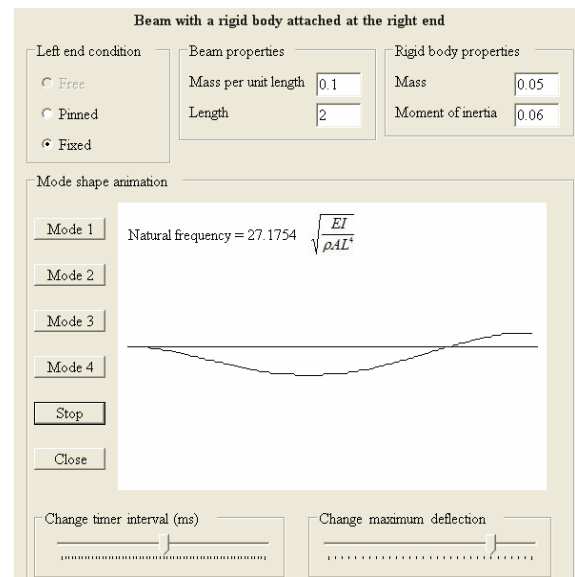 Beam with a rigid body attached at the right end
Left end condition
Free
Pinned
Fixed
Beam properties
Mass per unit length 0.1
Length 2
Rigid body properties
Mass 0.05
Moment of inertia 0.06
Mode shape animation
Mode 1
Mode 2
Mode 3
Mode 4
Stop
Close
Natural frequency = 27.1754 √(EI/ρAL⁴)
Change timer interval (ms)
Change maximum deflection